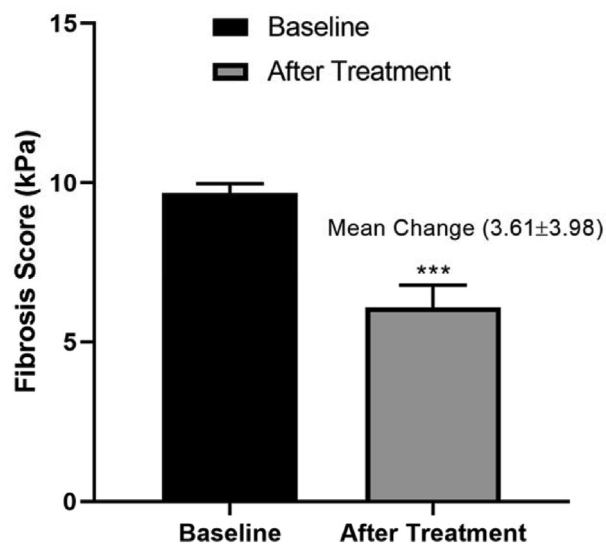 Baseline
After Treatment
Fibrosis Score (kPa)
15
10
5
0
Mean Change (3.61±3.98)
***
Baseline
After Treatment